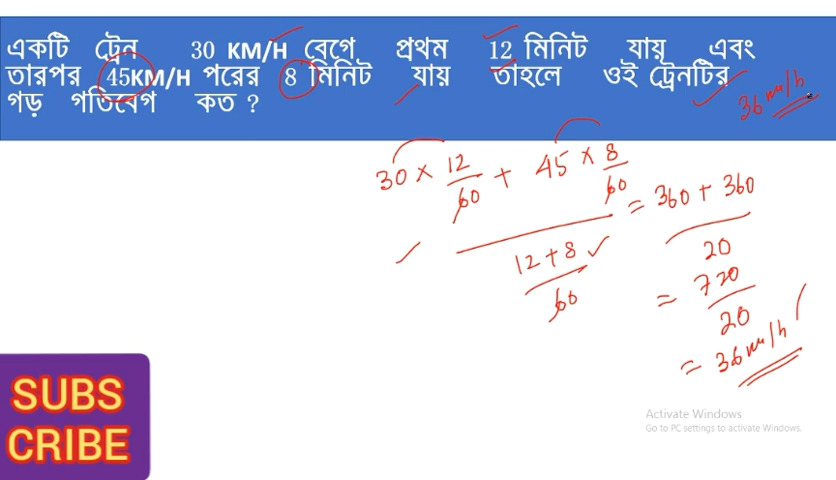 একটি ট্রেন 30 KM/H বেগে প্রথম 12 মিনিট যায় এবং
তারপর 45KM/H পরের 8 মিনিট যায় তাহলে ওই ট্রেনটির
গড় গতিবেগ কত ?
36 km/h
30 × 12/60 + 45 × 8/60
12+8/60
= 360 + 360
20
= 720
20
= 36 km/h
SUBS
CRIBE
Activate Windows
Go to PC settings to activate Windows.